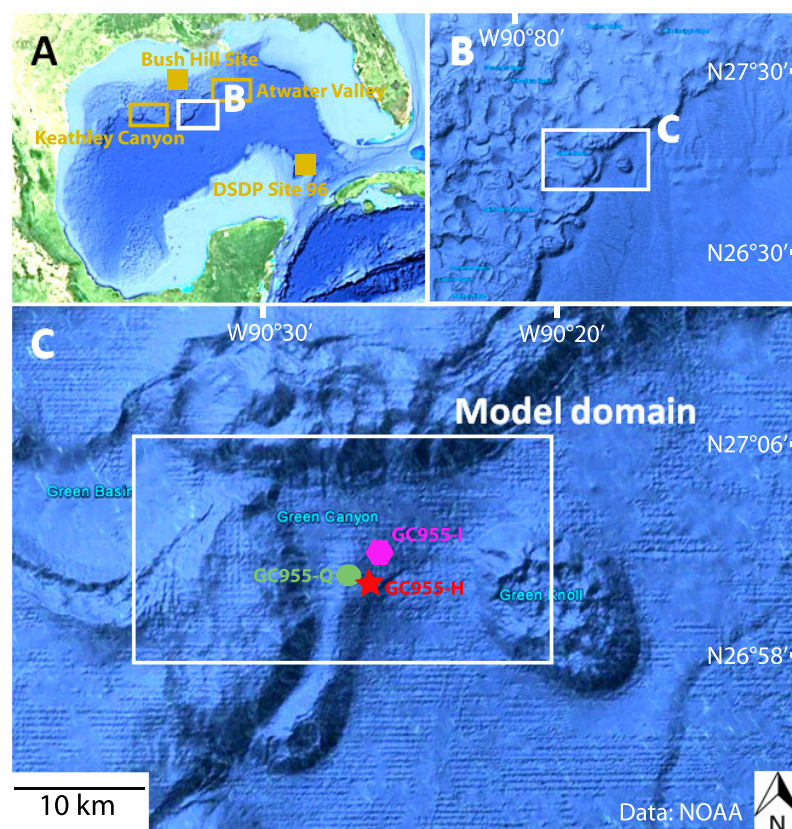 A
Bush Hill Site
B
Atwater Valley
Keathley Canyon
DSDP Site 96
B
W90°80′
N27°30′
C
N26°30′
C
W90°30′
W90°20′
Model domain
N27°06′
Green Basin
Green Canyon
GC955-I
GC955-Q
GC955-H
Green Knoll
N26°58′
10 km
Data: NOAA
N